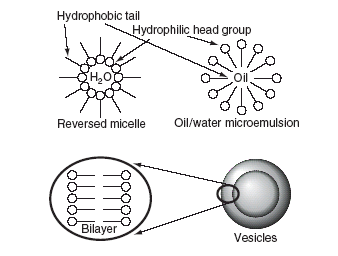 Hydrophobic tail
Hydrophilic head group
H2O
Oil
Reversed micelle
Oil/water microemulsion
Bilayer
Vesicles